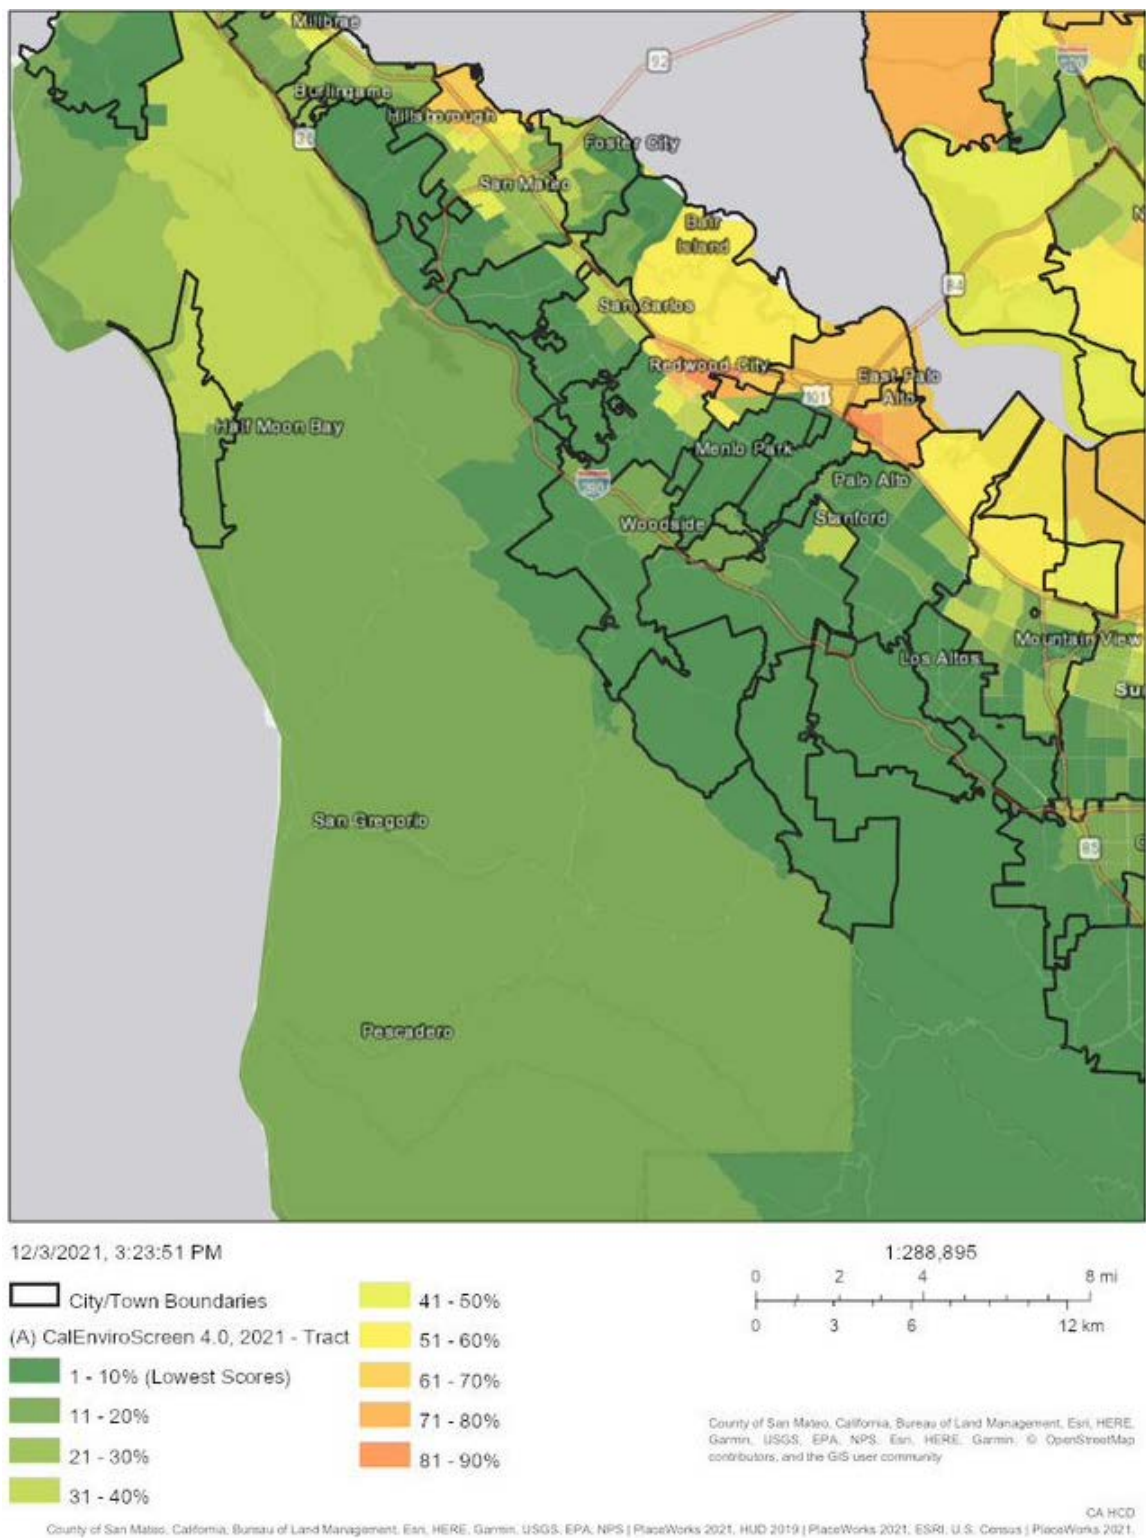 Millbrae
92
Burlingame
Hillsborough
Foster City
San Mateo
Bair
Island
84
San Carlos
Redwood City
East Palo
Alto
101
Half Moon Bay
Menlo Park
280
Palo Alto
Woodside
Stanford
Mountain View
Los Altos
San Gregorio
85
Pescadero
12/3/2021, 3:23:51 PM
City/Town Boundaries
(A) CalEnviroScreen 4.0, 2021 - Tract
1 - 10% (Lowest Scores)
11 - 20%
21 - 30%
31 - 40%
41 - 50%
51 - 60%
61 - 70%
71 - 80%
81 - 90%
1:288,895
0 2 4 8 mi
0 3 6 12 km
County of San Mateo, California, Bureau of Land Management, Esri, HERE,
Garmin, USGS, EPA, NPS, Esri, HERE, Garmin, © OpenStreetMap
contributors, and the GIS user community
CA HCD
County of San Mateo, California, Bureau of Land Management, Esri, HERE, Garmin, USGS, EPA, NPS | PlaceWorks 2021, HUD 2019 | PlaceWorks 2021, ESRI, U.S. Census | PlaceWorks 2021